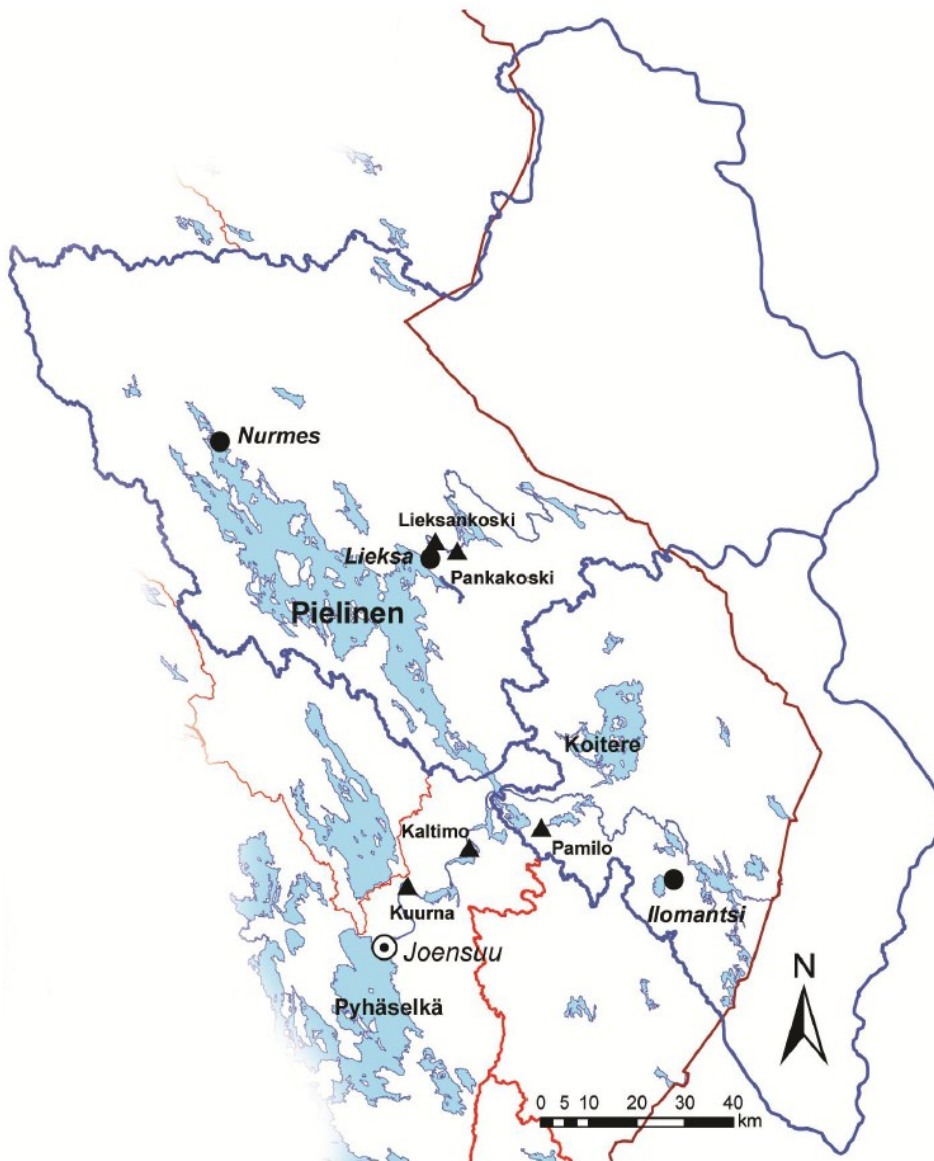 Nurmes
Lieksankoski
Lieksa
Pankakoski
Pielinen
Koitere
Kaltimo
Pamilo
Kuurna
Ilomantsi
Joensuu
N
Pyhäselkä
0 5 10 20 30 40
km